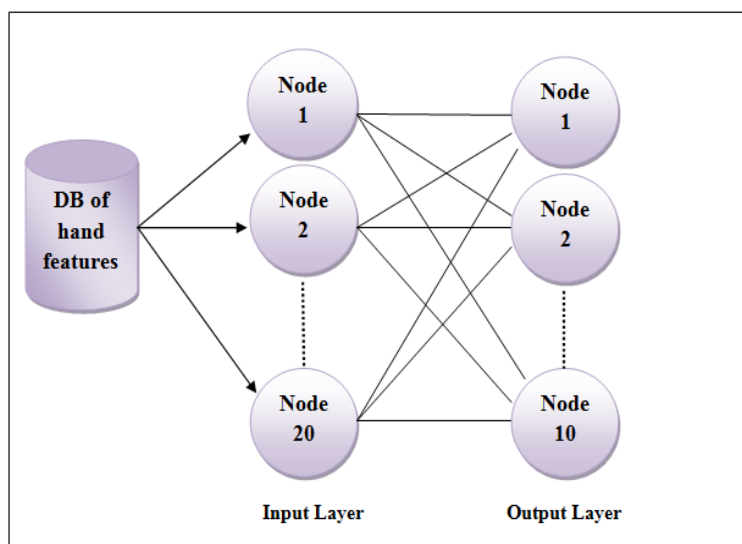 DB of
hand
features
Node
1
Node
2
Node
20
Input Layer
Node
1
Node
2
Node
10
Output Layer